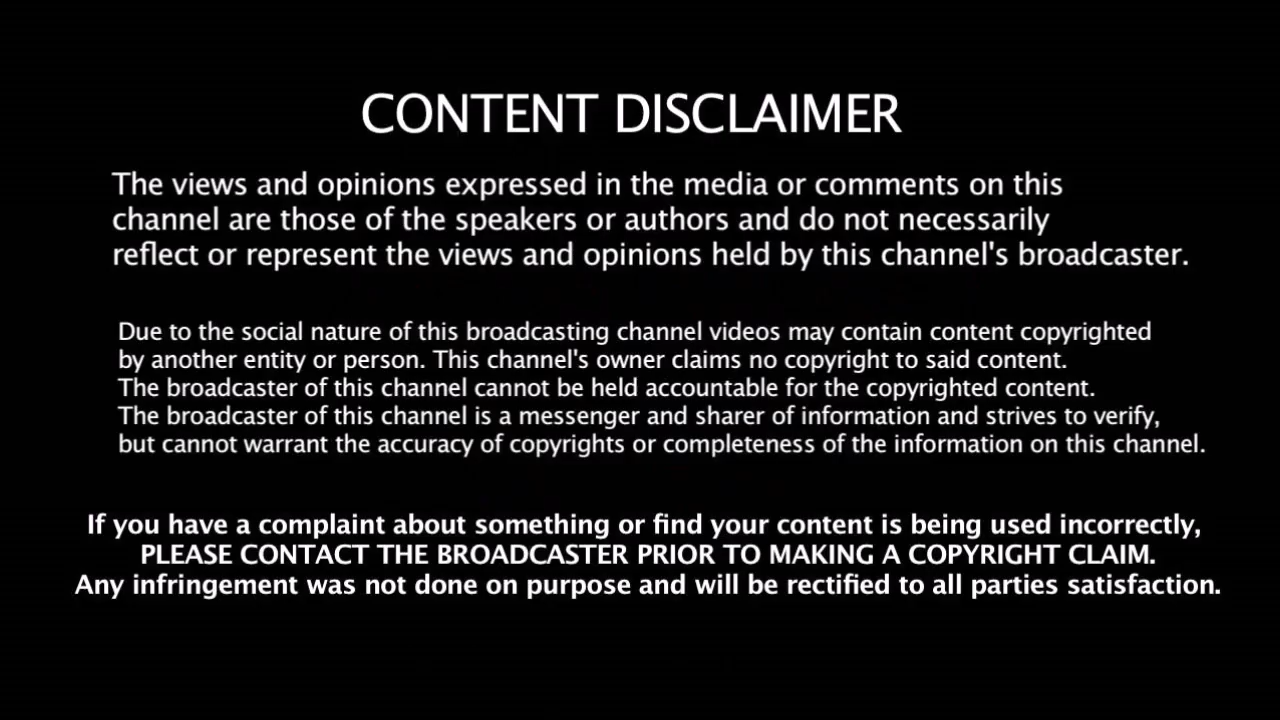 CONTENT DISCLAIMER
The views and opinions expressed in the media or comments on this
channel are those of the speakers or authors and do not necessarily
reflect or represent the views and opinions held by this channel's broadcaster.
Due to the social nature of this broadcasting channel videos may contain content copyrighted
by another entity or person. This channel's owner claims no copyright to said content.
The broadcaster of this channel cannot be held accountable for the copyrighted content.
The broadcaster of this channel is a messenger and sharer of information and strives to verify,
but cannot warrant the accuracy of copyrights or completeness of the information on this channel.
If you have a complaint about something or find your content is being used incorrectly,
PLEASE CONTACT THE BROADCASTER PRIOR TO MAKING A COPYRIGHT CLAIM.
Any infringement was not done on purpose and will be rectified to all parties satisfaction.